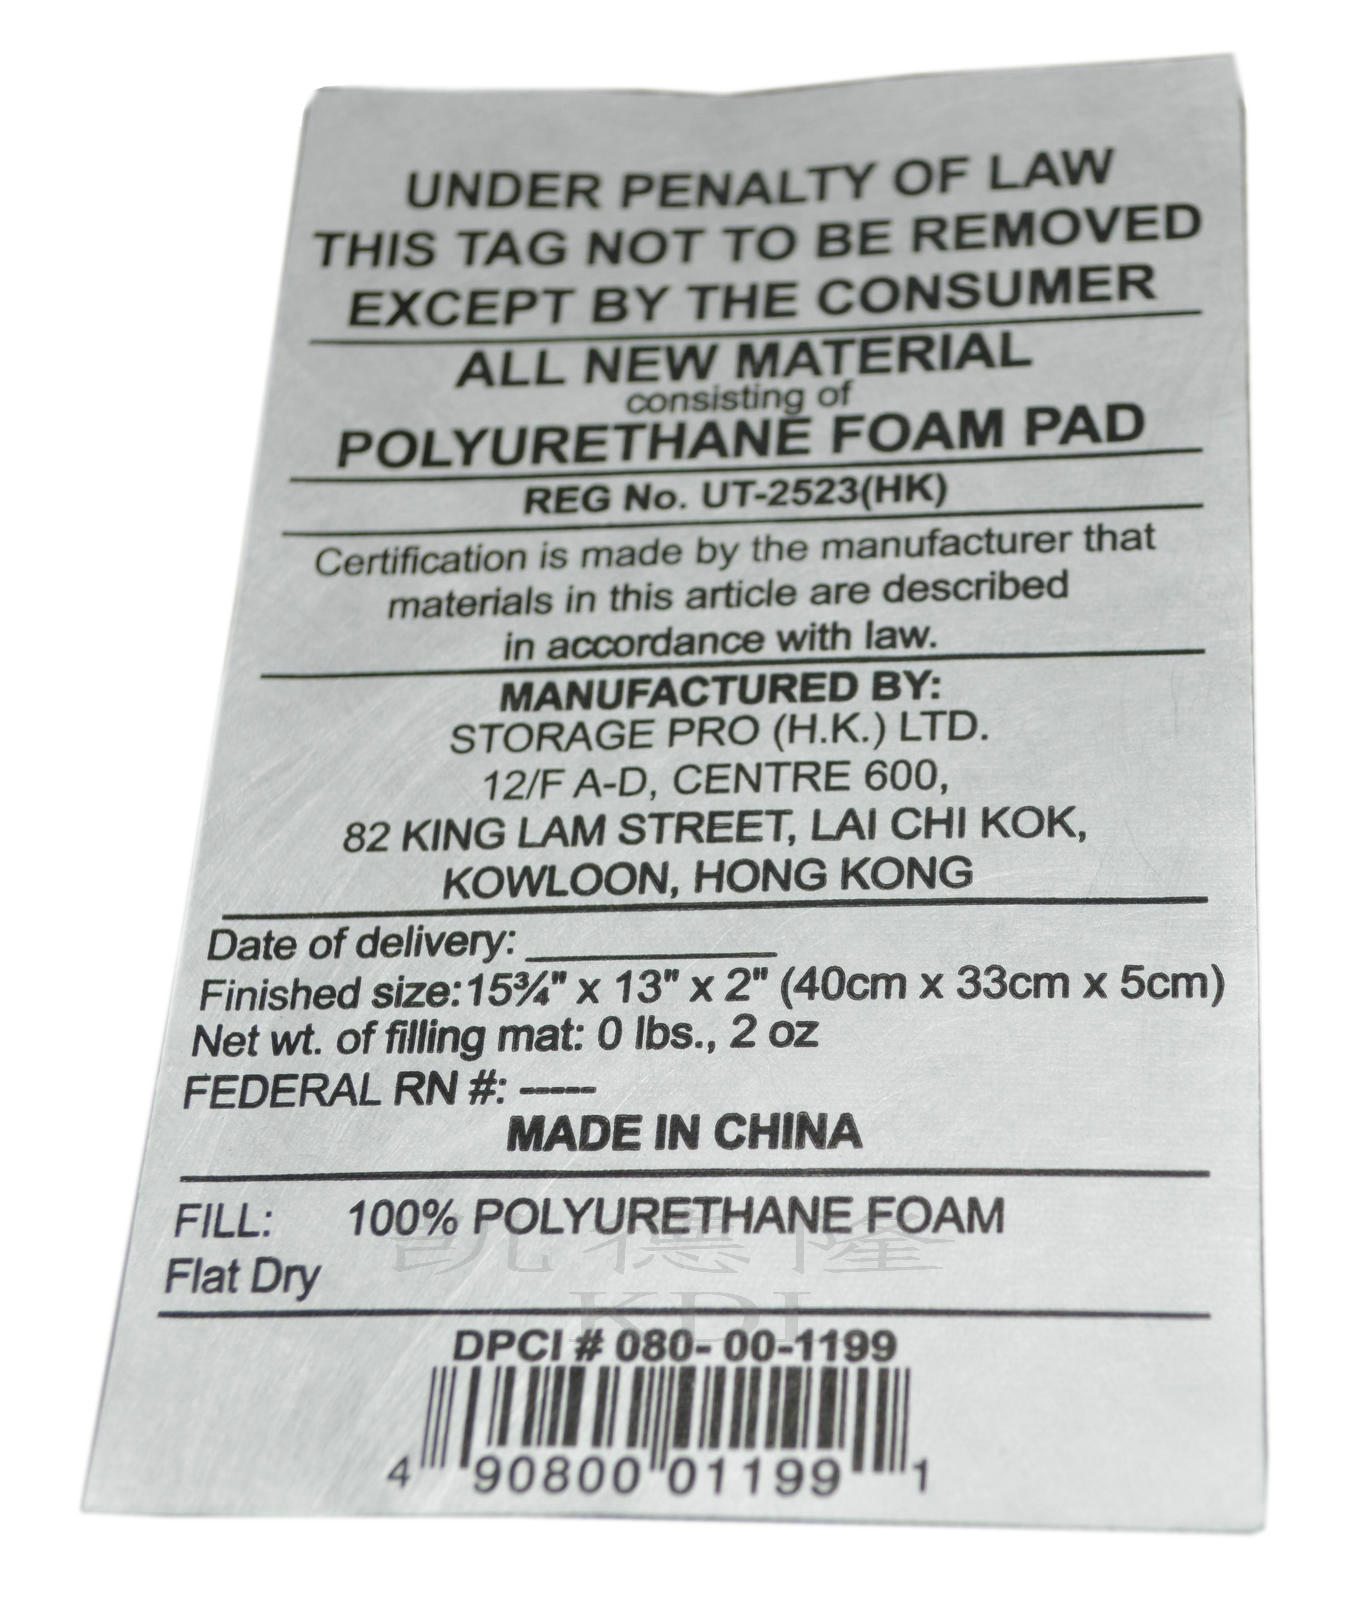 UNDER PENALTY OF LAW
THIS TAG NOT TO BE REMOVED
EXCEPT BY THE CONSUMER
ALL NEW MATERIAL
consisting of
POLYURETHANE FOAM PAD
REG No. UT-2523(HK)
Certification is made by the manufacturer that
materials in this article are described
in accordance with law.
MANUFACTURED BY:
STORAGE PRO (H.K.) LTD.
12/F A-D, CENTRE 600,
82 KING LAM STREET, LAI CHI KOK,
KOWLOON, HONG KONG
Date of delivery: __________
Finished size:15¾" x 13" x 2" (40cm x 33cm x 5cm)
Net wt. of filling mat: 0 lbs., 2 oz
FEDERAL RN #: -----
MADE IN CHINA
FILL: 100% POLYURETHANE FOAM
凯德隆
Flat Dry
KDL
DPCI # 080- 00-1199
4 90800 01199 1